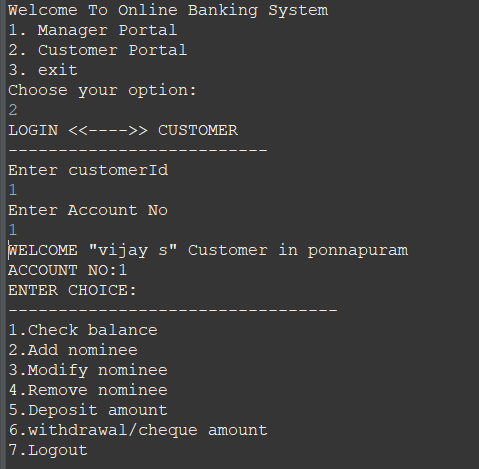 Welcome To Online Banking System
1. Manager Portal
2. Customer Portal
3. exit
Choose your option:
2
LOGIN <<---->> CUSTOMER
--------------------------
Enter customerId
1
Enter Account No
1
WELCOME "vijay s" Customer in ponnapuram
ACCOUNT NO:1
ENTER CHOICE:
---------------------------------
1.Check balance
2.Add nominee
3.Modify nominee
4.Remove nominee
5.Deposit amount
6.withdrawal/cheque amount
7.Logout